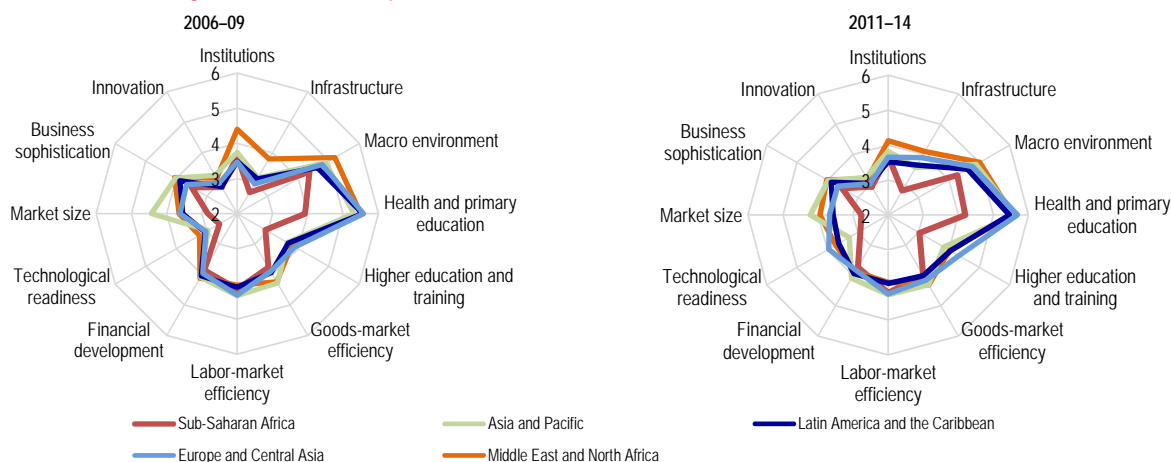 2006–09
Institutions
Infrastructure
Macro environment
Health and primary
education
Higher education and
training
Goods-market
efficiency
Labor-market
efficiency
Financial
development
Technological
readiness
Market size
Business
sophistication
Innovation
6
5
4
3
2
2011–14
Institutions
Infrastructure
Macro environment
Health and primary
education
Higher education
and training
Goods-market
efficiency
Labor-market
efficiency
Financial
development
Technological
readiness
Market size
Business
sophistication
Innovation
6
5
4
3
2
Sub-Saharan Africa
Asia and Pacific
Latin America and the Caribbean
Europe and Central Asia
Middle East and North Africa